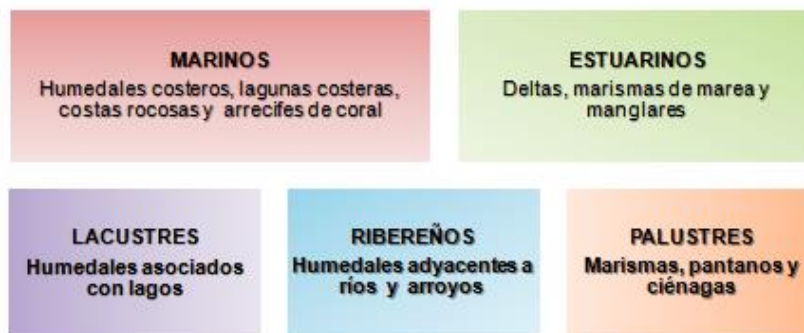 MARINOS
Humedales costeros, lagunas costeras,
costas rocosas y arrecifes de coral
ESTUARINOS
Deltas, marismas de marea y
manglares
LACUSTRES
Humedales asociados
con lagos
RIBEREÑOS
Humedales adyacentes a
ríos y arroyos
PALUSTRES
Marismas, pantanos y
ciénagas